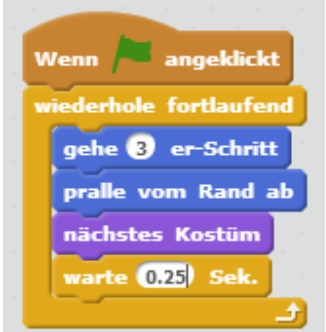 Wenn angeklickt
wiederhole fortlaufend
gehe 3 er-Schritt
pralle vom Rand ab
nächstes Kostüm
warte 0.25 Sek.